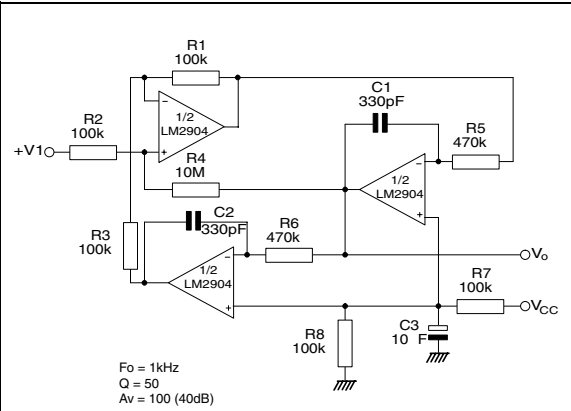 R1
100k
C1
330pF
R2
100k
1/2
LM2904
R5
470k
+V1
R4
10M
1/2
LM2904
C2
330pF
R3
100k
R6
470k
1/2
LM2904
Vo
R7
100k
VCC
R8
100k
C3
10 F
Fo = 1kHz
Q = 50
Av = 100 (40dB)